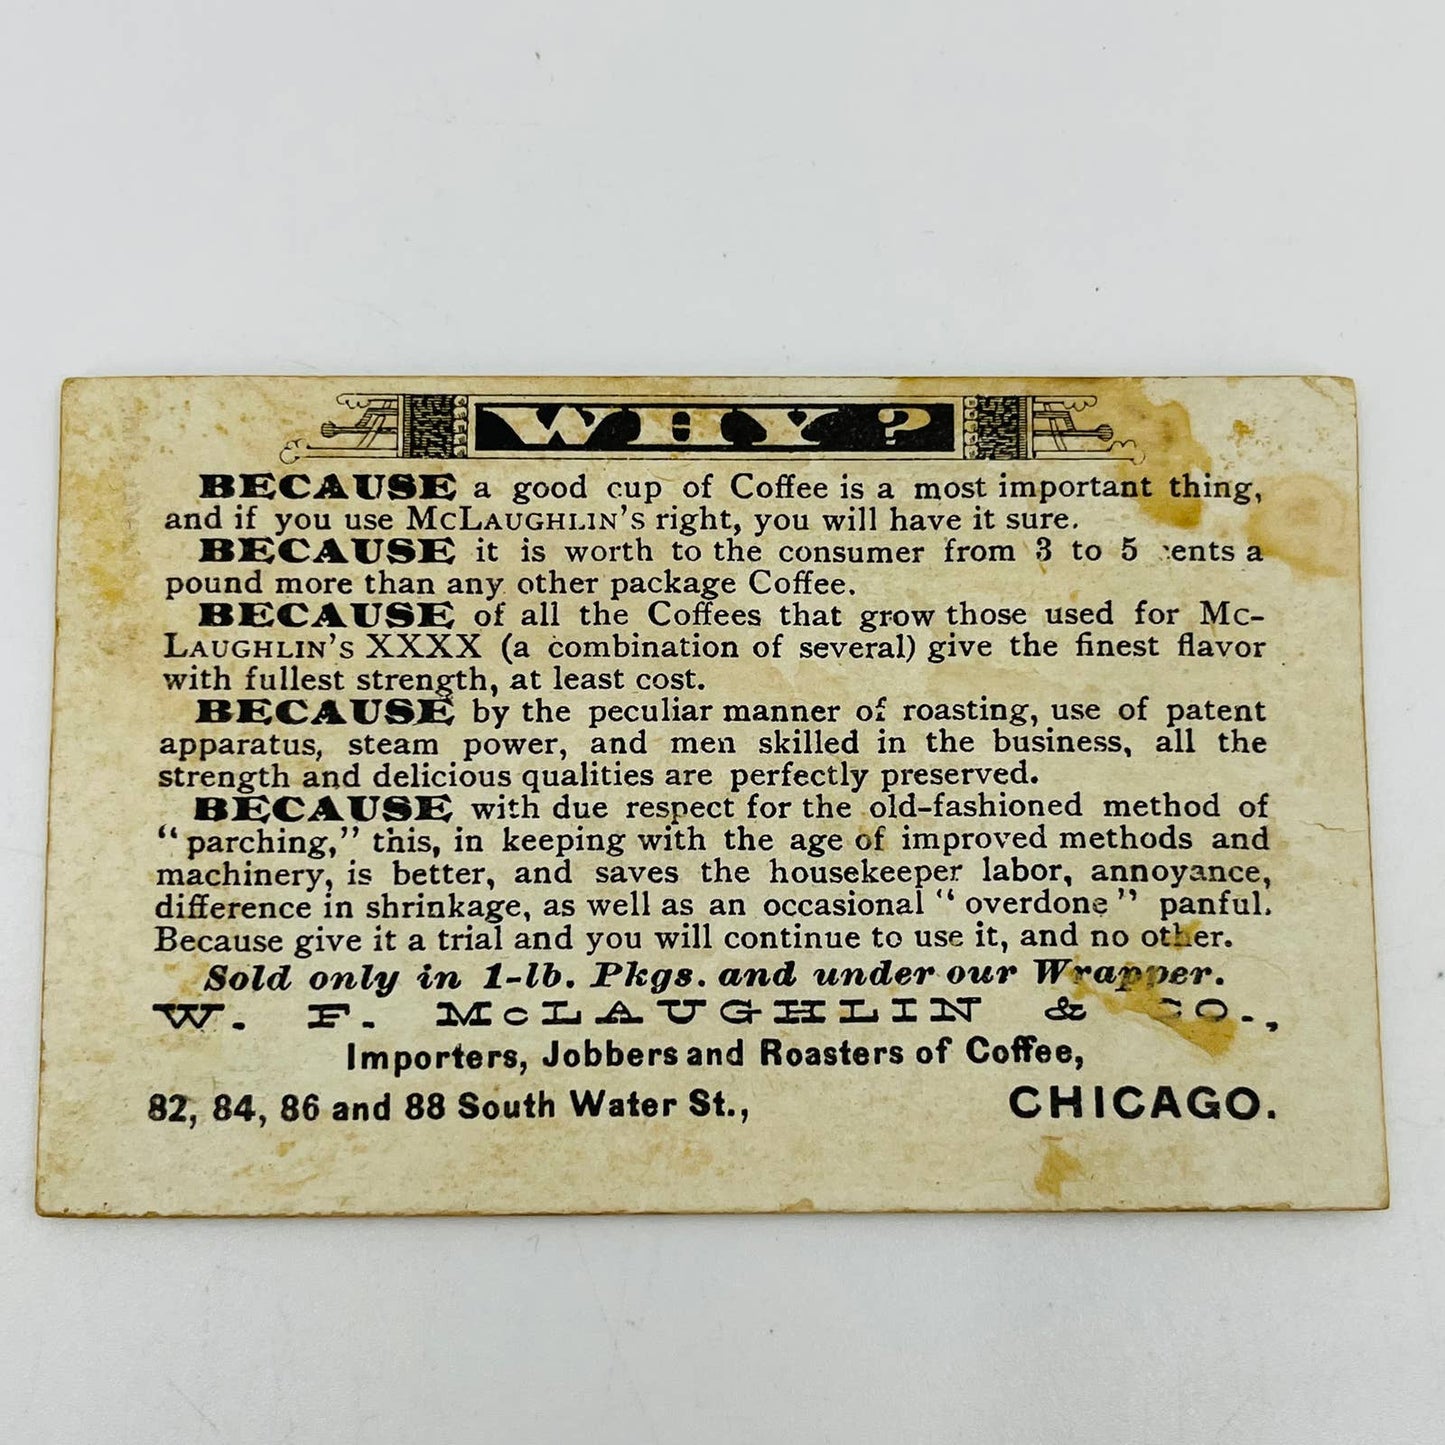 WHY?
BECAUSE a good cup of Coffee is a most important thing,
and if you use McLAUGHLIN'S right, you will have it sure.
BECAUSE it is worth to the consumer from 3 to 5 cents a
pound more than any other package Coffee.
BECAUSE of all the Coffees that grow those used for Mc-
LAUGHLIN'S XXXX (a combination of several) give the finest flavor
with fullest strength, at least cost.
BECAUSE by the peculiar manner of roasting, use of patent
apparatus, steam power, and men skilled in the business, all the
strength and delicious qualities are perfectly preserved.
BECAUSE with due respect for the old-fashioned method of
"parching," this, in keeping with the age of improved methods and
machinery, is better, and saves the housekeeper labor, annoyance,
difference in shrinkage, as well as an occasional "overdone" panful.
Because give it a trial and you will continue to use it, and no other.
Sold only in 1-lb. Pkgs. and under our Wrapper.
W. F. McLAUGHLIN & CO.,
Importers, Jobbers and Roasters of Coffee,
82, 84, 86 and 88 South Water St., CHICAGO.